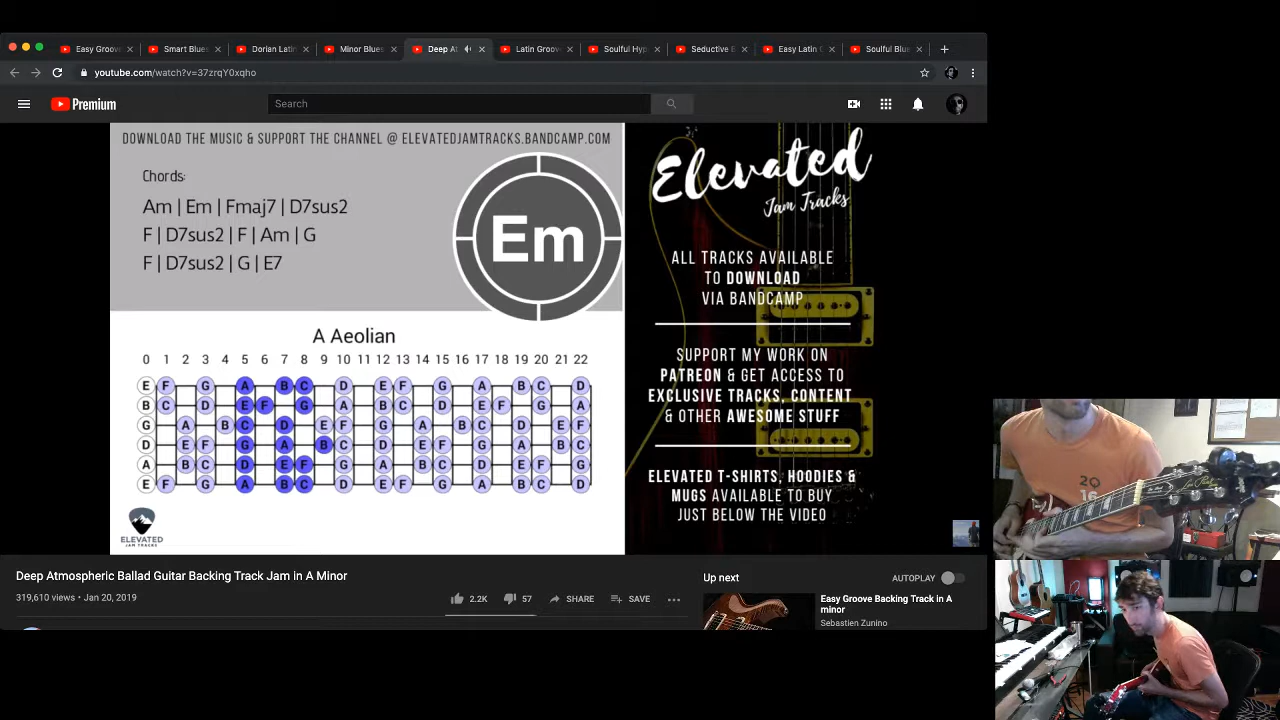 Easy Groove
Smart Blues
Dorian Latin
Minor Blues
Deep At
Latin Groove
Soulful Hyp
Seductive E
Easy Latin G
Soulful Blue
youtube.com/watch?v=37zrqY0xqho
Premium
Search
DOWNLOAD THE MUSIC & SUPPORT THE CHANNEL @ ELEVATEDJAMTRACKS.BANDCAMP.COM
Chords:
Am | Em | Fmaj7 | D7sus2
F | D7sus2 | F | Am | G
F | D7sus2 | G | E7
Em
A Aeolian
0 1 2 3 4 5 6 7 8 9 10 11 12 13 14 15 16 17 18 19 20 21 22
E F G A B C D E F G A B C D
B C D E F G A B C D E F G A
G A B C D E F G A B C D E F
D E F G A B C D E F G A B C
A B C D E F G A B C D E F G
E F G A B C D E F G A B C D
ELEVATED
JAM TRACKS
Elevated
Jam Tracks
ALL TRACKS AVAILABLE
TO DOWNLOAD
VIA BANDCAMP
SUPPORT MY WORK ON
PATREON & GET ACCESS TO
EXCLUSIVE TRACKS, CONTENT
& OTHER AWESOME STUFF
ELEVATED T-SHIRTS, HOODIES &
MUGS AVAILABLE TO BUY
JUST BELOW THE VIDEO
Deep Atmospheric Ballad Guitar Backing Track Jam in A Minor
319,610 views • Jan 20, 2019
2.2K
57
SHARE
SAVE
Up next
AUTOPLAY
Easy Groove Backing Track in A
minor
Sebastien Zunino
2Q
16